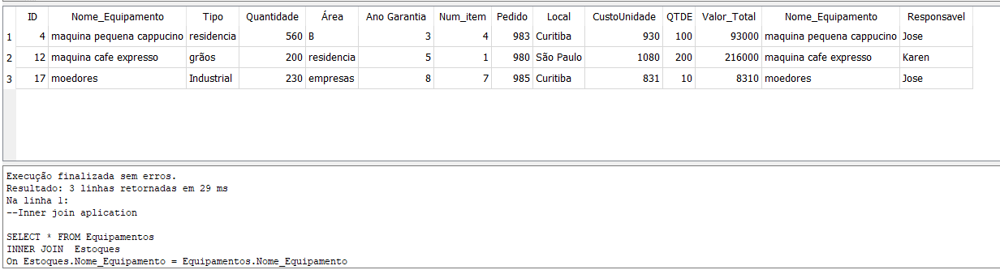 ID Nome_Equipamento Tipo Quantidade Área Ano Garantia Num_item Pedido Local CustoUnidade QTDE Valor_Total Nome_Equipamento Responsavel
1 4 maquina pequena cappucino residencia 560 B 3 4 983 Curitiba 930 100 93000 maquina pequena cappucino Jose
2 12 maquina cafe expresso grãos 200 residencia 5 1 980 São Paulo 1080 200 216000 maquina cafe expresso Karen
3 17 moedores Industrial 230 empresas 8 7 985 Curitiba 831 10 8310 moedores Jose
Execução finalizada sem erros.
Resultado: 3 linhas retornadas em 29 ms
Na linha 1:
--Inner join aplication
SELECT * FROM Equipamentos
INNER JOIN  Estoques
On Estoques.Nome_Equipamento = Equipamentos.Nome_Equipamento